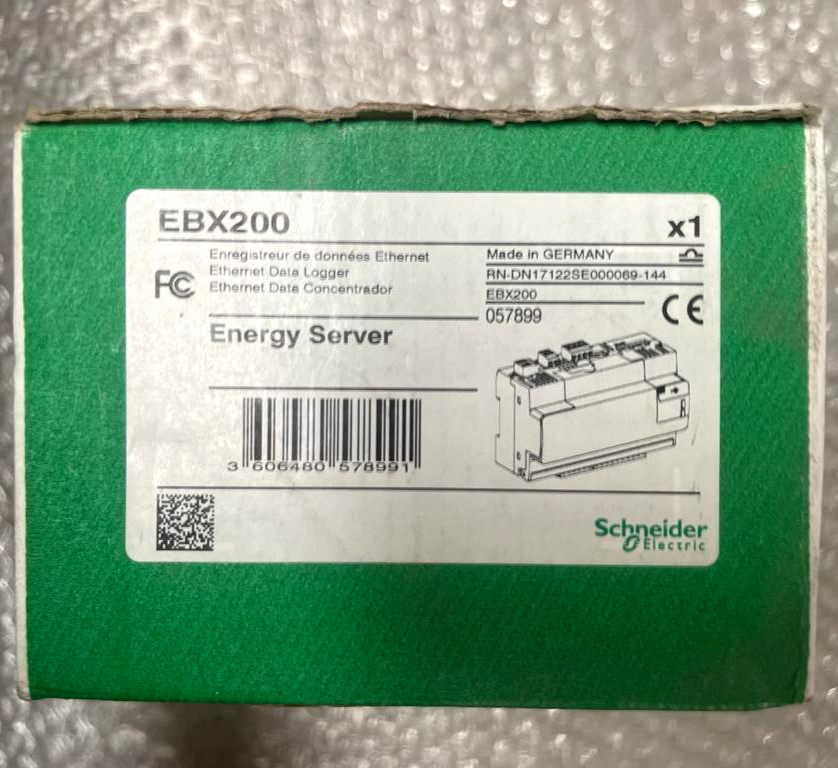 EBX200
x1
Enregistreur de données Ethernet
Ethernet Data Logger
Ethernet Data Concentrador
FC
Made in GERMANY
RN-DN17122SE000069-144
EBX200
057899
CE
Energy Server
3 606480 578991
Schneider
Electric